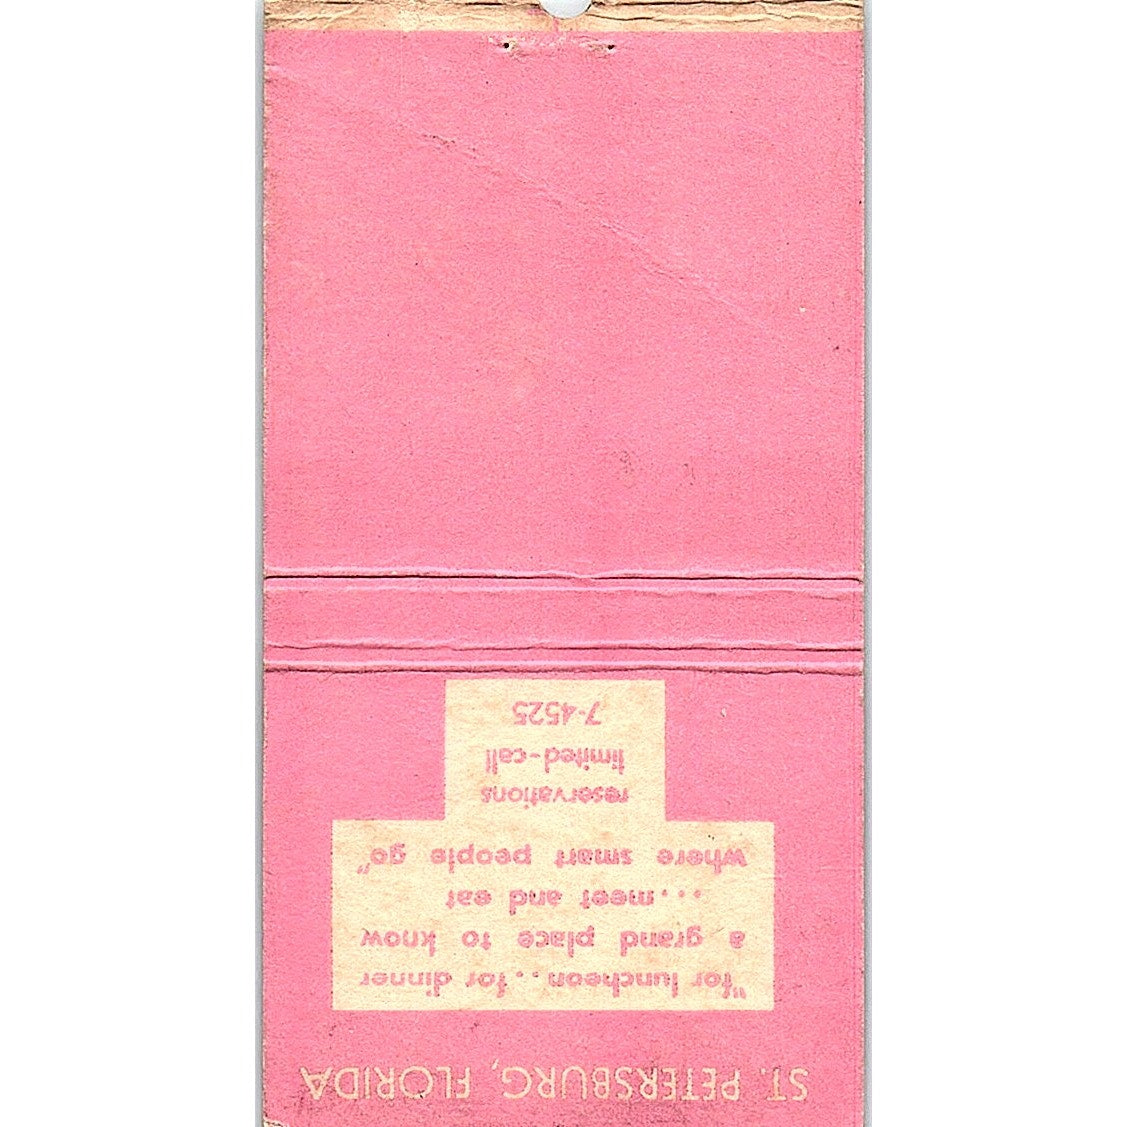 ST. PETERSBURG, FLORIDA
"for luncheon..for dinner
a grand place to know
...meet and eat
where smart people go"
reservations
limited-call
7-4525